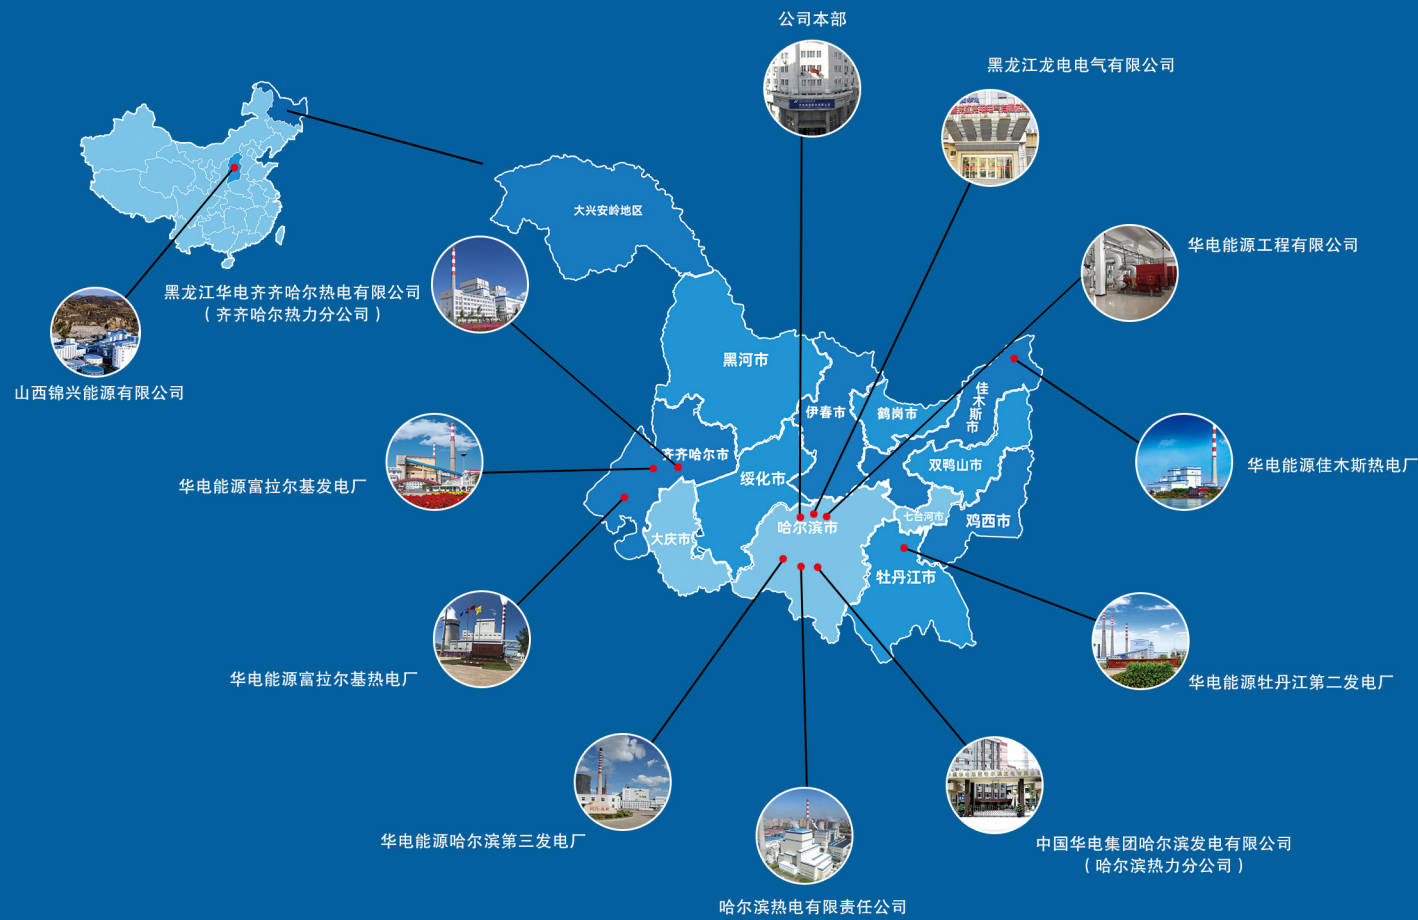 公司本部
黑龙江龙电电气有限公司
大兴安岭地区
华电能源工程有限公司
黑龙江华电齐齐哈尔热电有限公司
（齐齐哈尔热力分公司）
黑河市
山西锦兴能源有限公司
佳木斯市
伊春市
鹤岗市
齐齐哈尔市
双鸭山市
华电能源佳木斯热电厂
绥化市
华电能源富拉尔基发电厂
七台河市
鸡西市
哈尔滨市
大庆市
牡丹江市
华电能源富拉尔基热电厂
华电能源牡丹江第二发电厂
华电能源哈尔滨第三发电厂
中国华电集团哈尔滨发电有限公司
（哈尔滨热力分公司）
哈尔滨热电有限责任公司